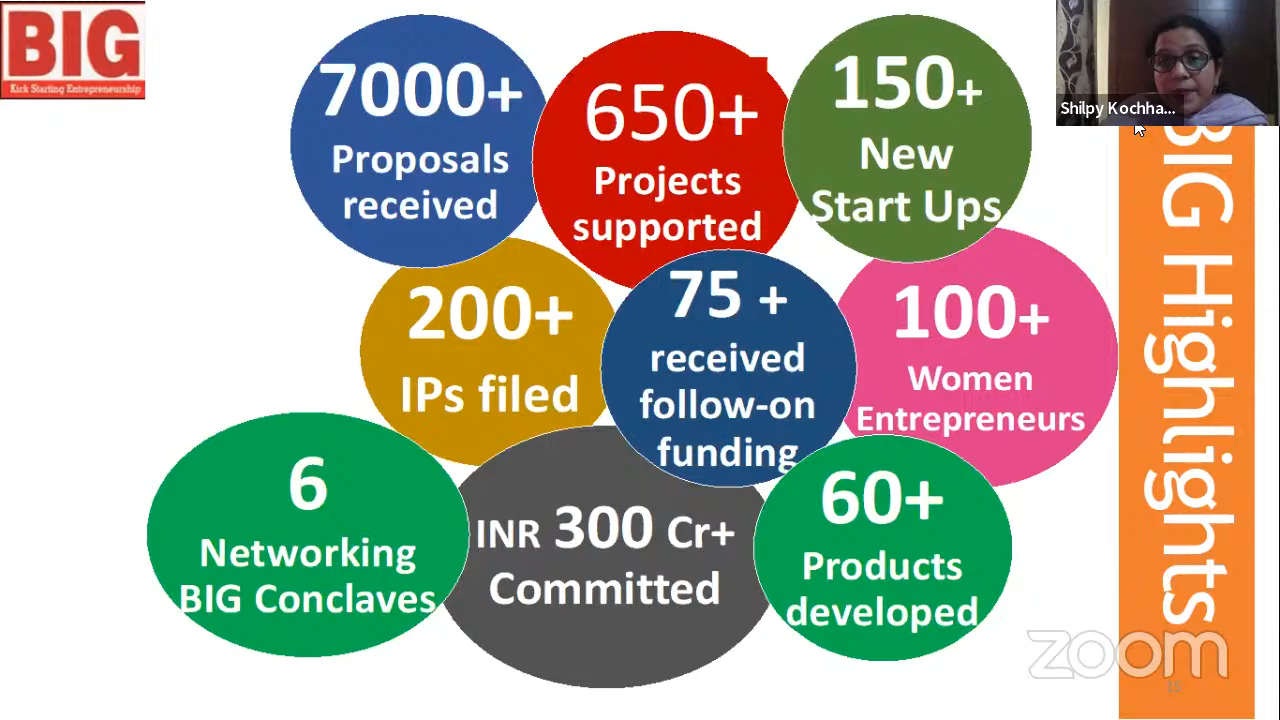 BIG
Kick Starting Entrepreneurship
7000+
Proposals
received
650+
Projects
supported
150+
New
Start Ups
Shilpy Kochha...
200+
IPs filed
75 +
received
follow-on
funding
100+
Women
Entrepreneurs
6
Networking
BIG Conclaves
INR 300 Cr+
Committed
60+
Products
developed
BIG Highlights
zoom
15